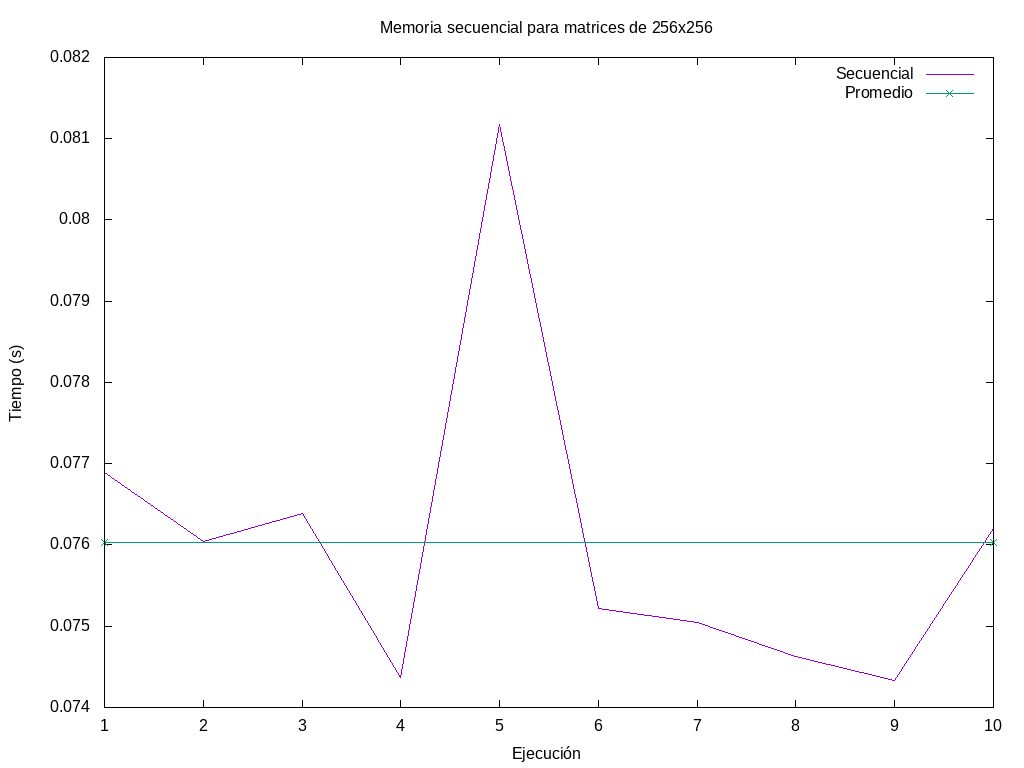 Memoria secuencial para matrices de 256x256
0.082
0.081
0.08
0.079
0.078
0.077
0.076
0.075
0.074
Tiempo (s)
Secuencial
Promedio
1 2 3 4 5 6 7 8 9 10
Ejecución